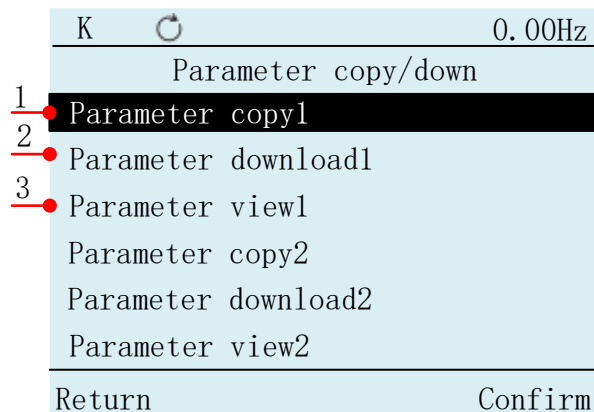 K 0.00Hz
Parameter copy/down
1
Parameter copy1
2
Parameter download1
3
Parameter view1
Parameter copy2
Parameter download2
Parameter view2
Return Confirm